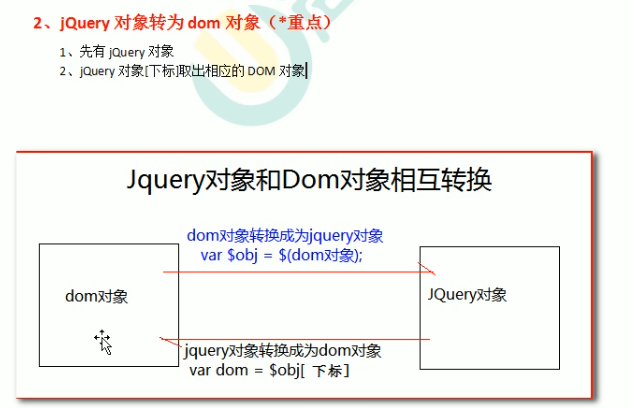 2、jQuery 对象转为 dom 对象（*重点）
1、先有 jQuery 对象
2、jQuery 对象[下标]取出相应的 DOM 对象
Jquery对象和Dom对象相互转换
dom对象转换成为jquery对象
var $obj = $(dom对象);
dom对象
JQuery对象
jquery对象转换成为dom对象
var dom = $obj[ 下标]